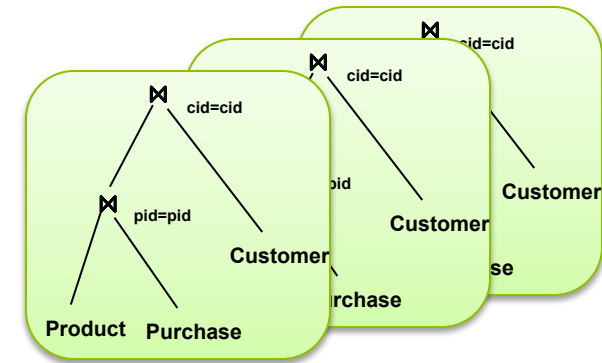 ⋈ cid=cid
⋈ pid=pid
Customer
Product Purchase
⋈ cid=cid
pid
Customer
rchase
⋈ cid=cid
Customer
se